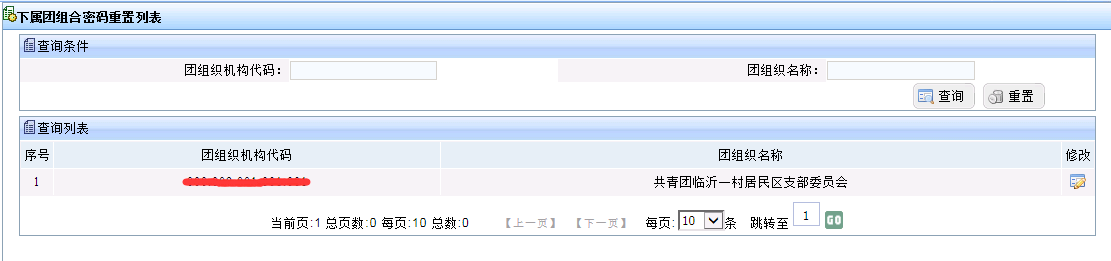 下属团组合密码重置列表
查询条件
团组织机构代码： 团组织名称：
查询 重置
查询列表
序号 团组织机构代码 团组织名称 修改
1 共青团临沂一村居民区支部委员会
当前页:1 总页数:0 每页:10 总数:0 【上一页】 【下一页】 每页: 10 条 跳转至 1 GO